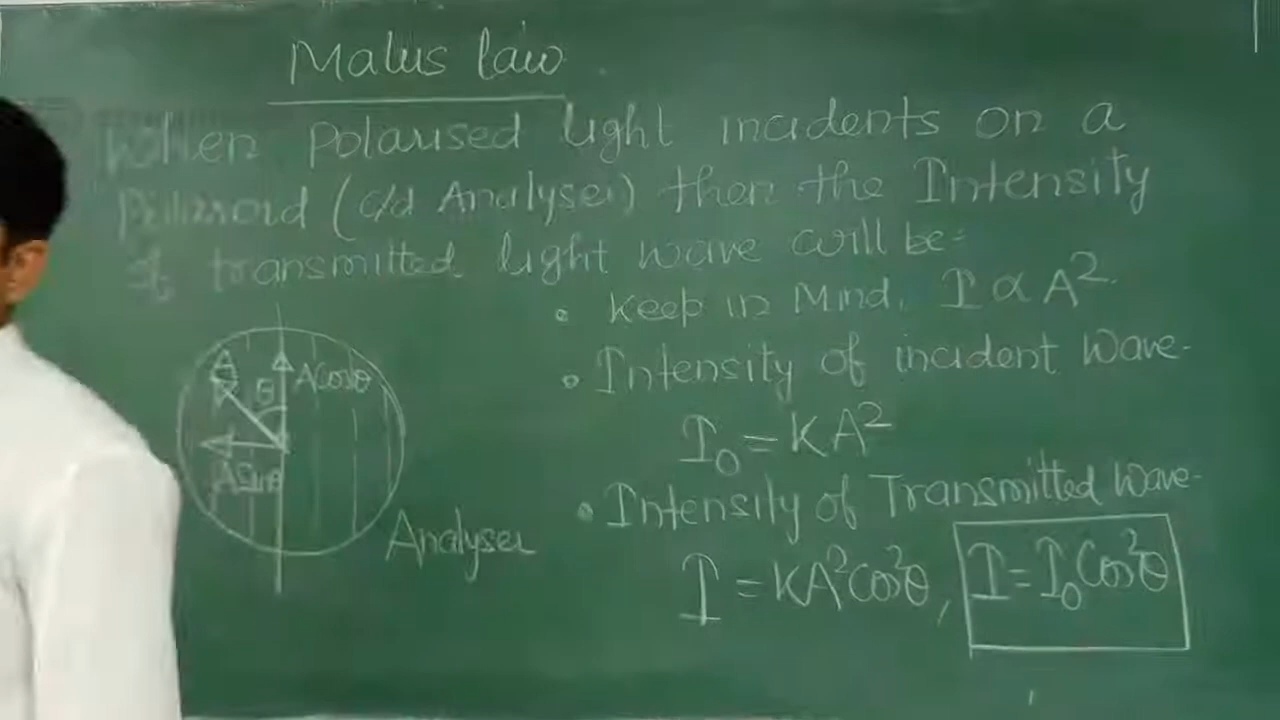 Malus law
When Polarised light incidents on a
Polaroid (c/d Analyser) then the Intensity
of transmitted light wave will be:
• Keep in Mind, I ∝ A²
• Intensity of incident Wave-
I₀ = KA²
• Intensity of Transmitted Wave-
I = KA²Cos²θ, I = I₀Cos²θ
A
θ
ACosθ
ASinθ
Analyser